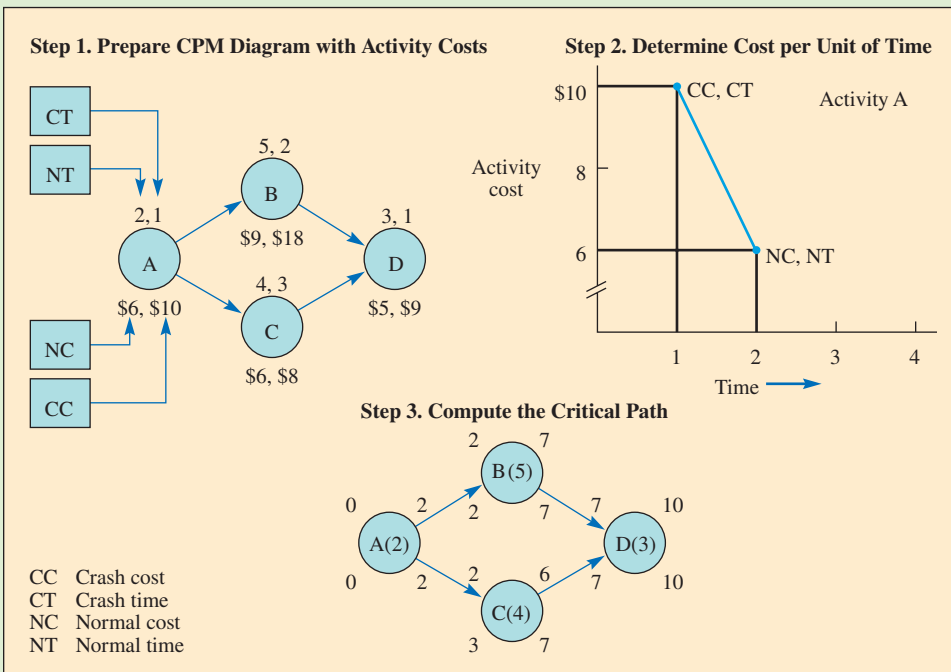 Step 1. Prepare CPM Diagram with Activity Costs
CT
NT
5, 2
B
$9, $18
2,1
A
$6, $10
3, 1
D
$5, $9
4, 3
C
$6, $8
NC
CC
Step 2. Determine Cost per Unit of Time
$10
CC, CT
Activity A
Activity
cost
8
6
NC, NT
1
2
3
4
Time
Step 3. Compute the Critical Path
2
7
B(5)
2
7
0
2
A(2)
0
2
7
10
D(3)
7
10
2
6
C(4)
3
7
CC Crash cost
CT Crash time
NC Normal cost
NT Normal time